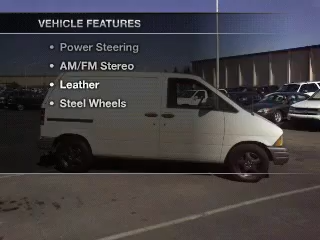 VEHICLE FEATURES
• Power Steering
• AM/FM Stereo
• Leather
• Steel Wheels